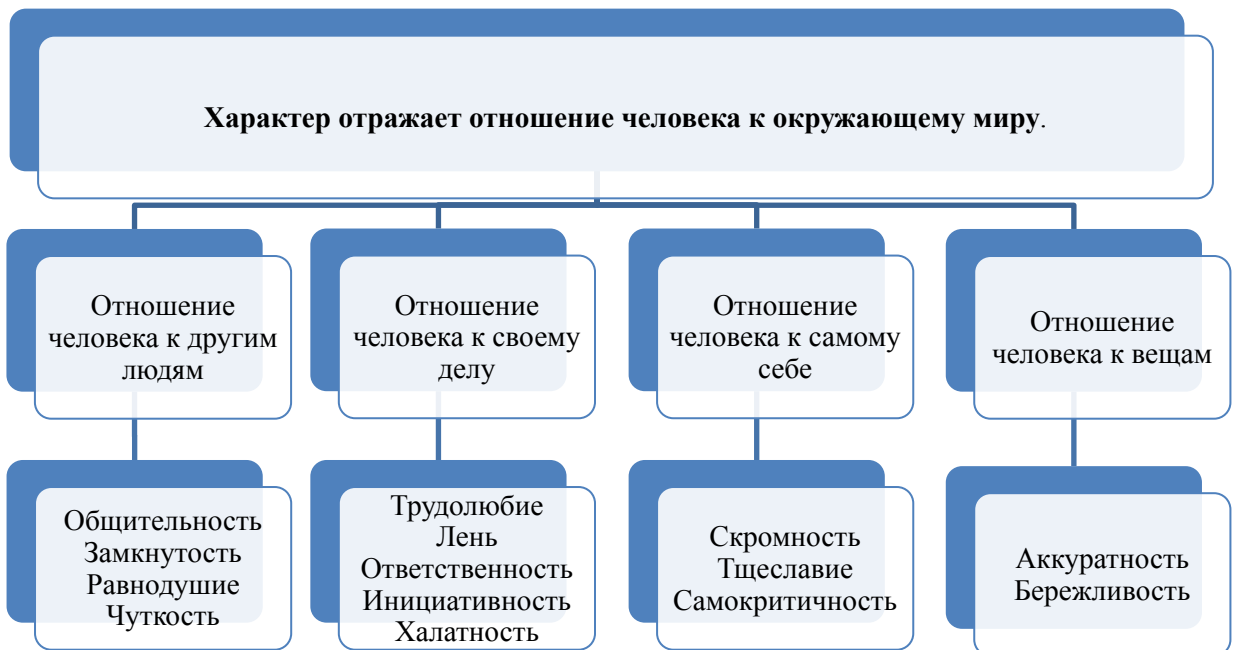 Характер отражает отношение человека к окружающему миру.
Отношение
человека к другим
людям
Отношение
человека к своему
делу
Отношение
человека к самому
себе
Отношение
человека к вещам
Общительность
Замкнутость
Равнодушие
Чуткость
Трудолюбие
Лень
Ответственность
Инициативность
Халатность
Скромность
Тщеславие
Самокритичность
Аккуратность
Бережливость